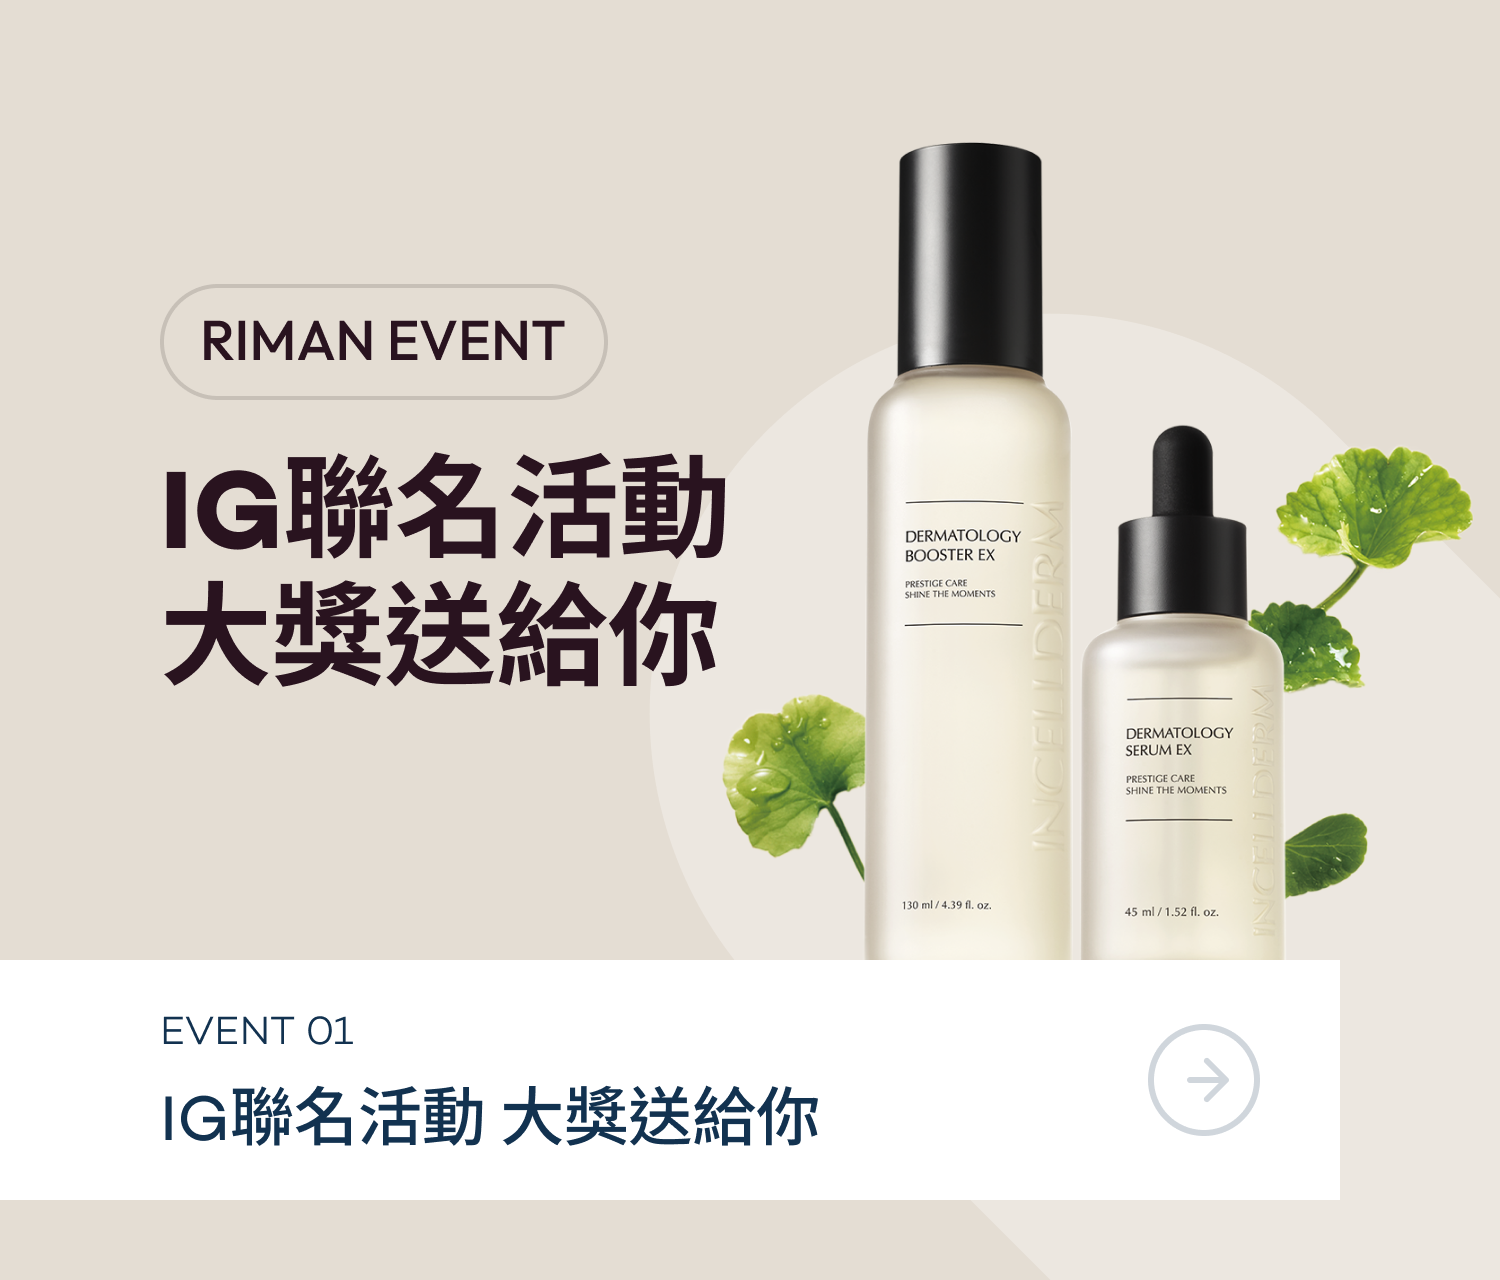 RIMAN EVENT
IG聯名活動
大獎送給你
DERMATOLOGY
BOOSTER EX
PRESTIGE CARE
SHINE THE MOMENTS
INCELLDERM
130 ml / 4.39 fl. oz.
DERMATOLOGY
SERUM EX
PRESTIGE CARE
SHINE THE MOMENTS
INCELLDERM
45 ml / 1.52 fl. oz.
EVENT 01
IG聯名活動 大獎送給你